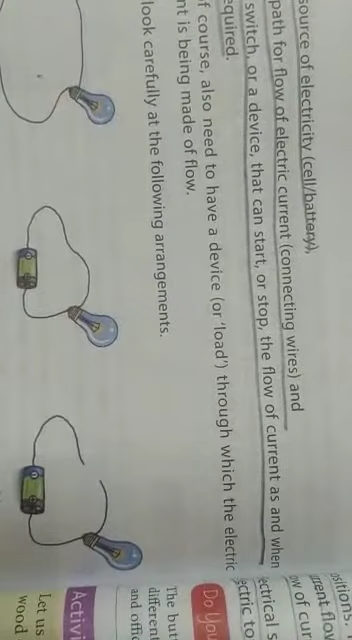 source of electricity (cell/battery),
path for flow of electric current (connecting wires) and
switch, or a device, that can start, or stop, the flow of current as and when
equired.
f course, also need to have a device (or 'load') through which the electric
nt is being made of flow.
look carefully at the following arrangements.
ositions.
rrent flow
ow of cur
ectrical s
ectric to
Do You
The but
different
and offic
Activi
Let us
wood